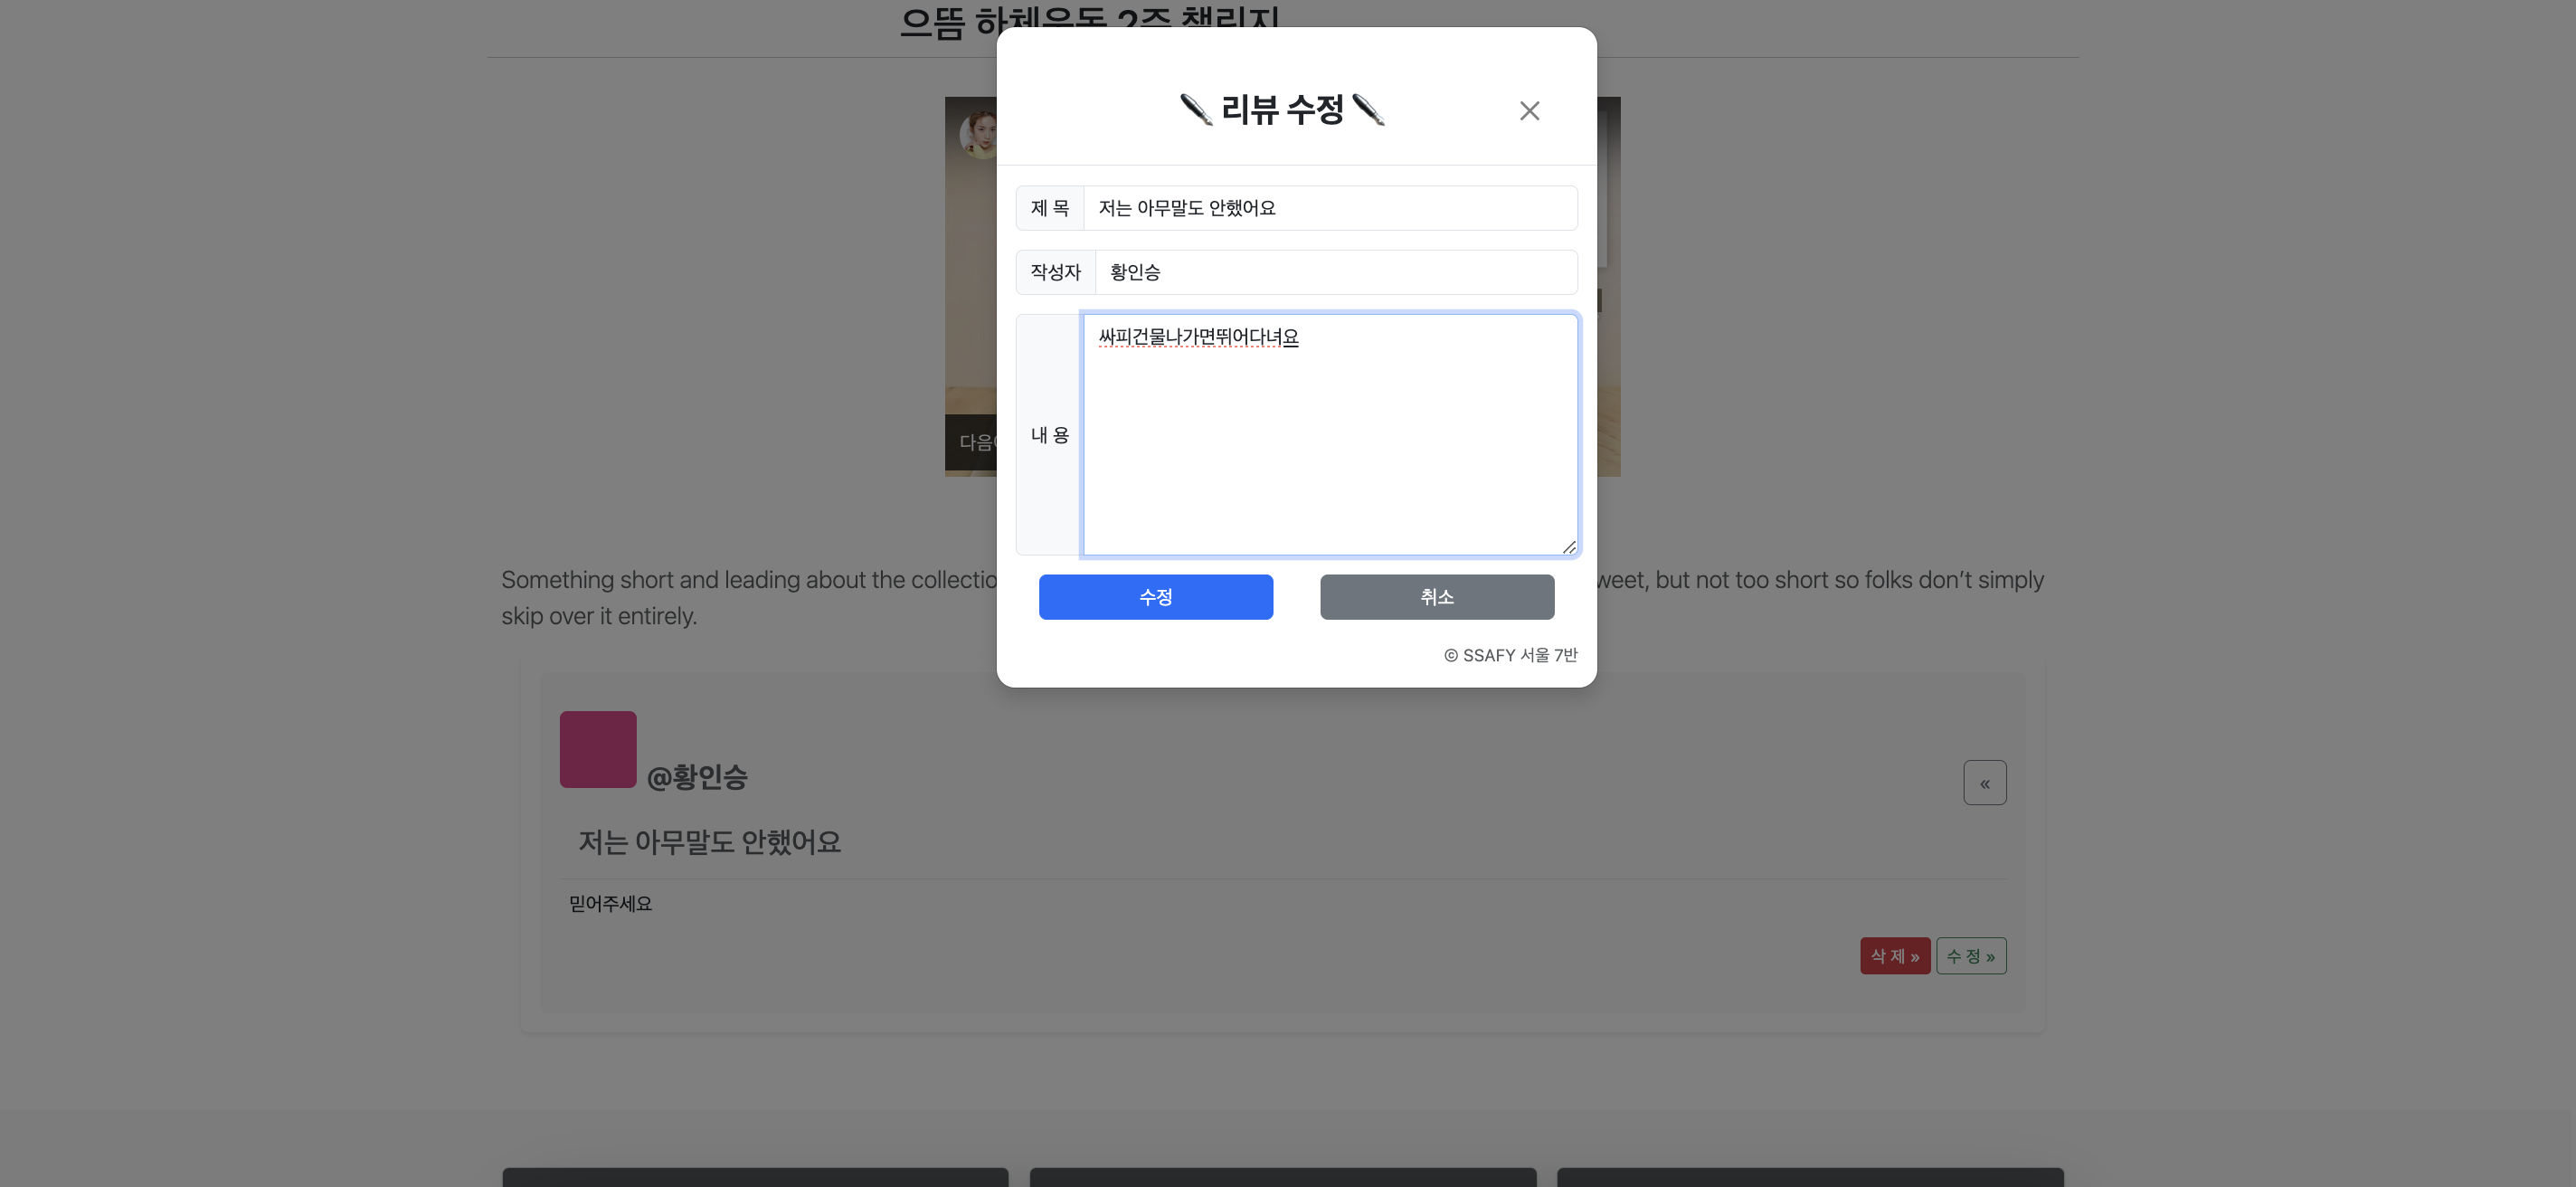 으뜸 하체운동 2주 챌린지
리뷰 수정
제 목 저는 아무말도 안했어요
작성자 황인승
내 용 싸피건물나가면뛰어다녀요
다음
수정 취소
© SSAFY 서울 7반
Something short and leading about the collectio weet, but not too short so folks don’t simply
skip over it entirely.
@황인승
«
저는 아무말도 안했어요
믿어주세요
삭 제 » 수 정 »